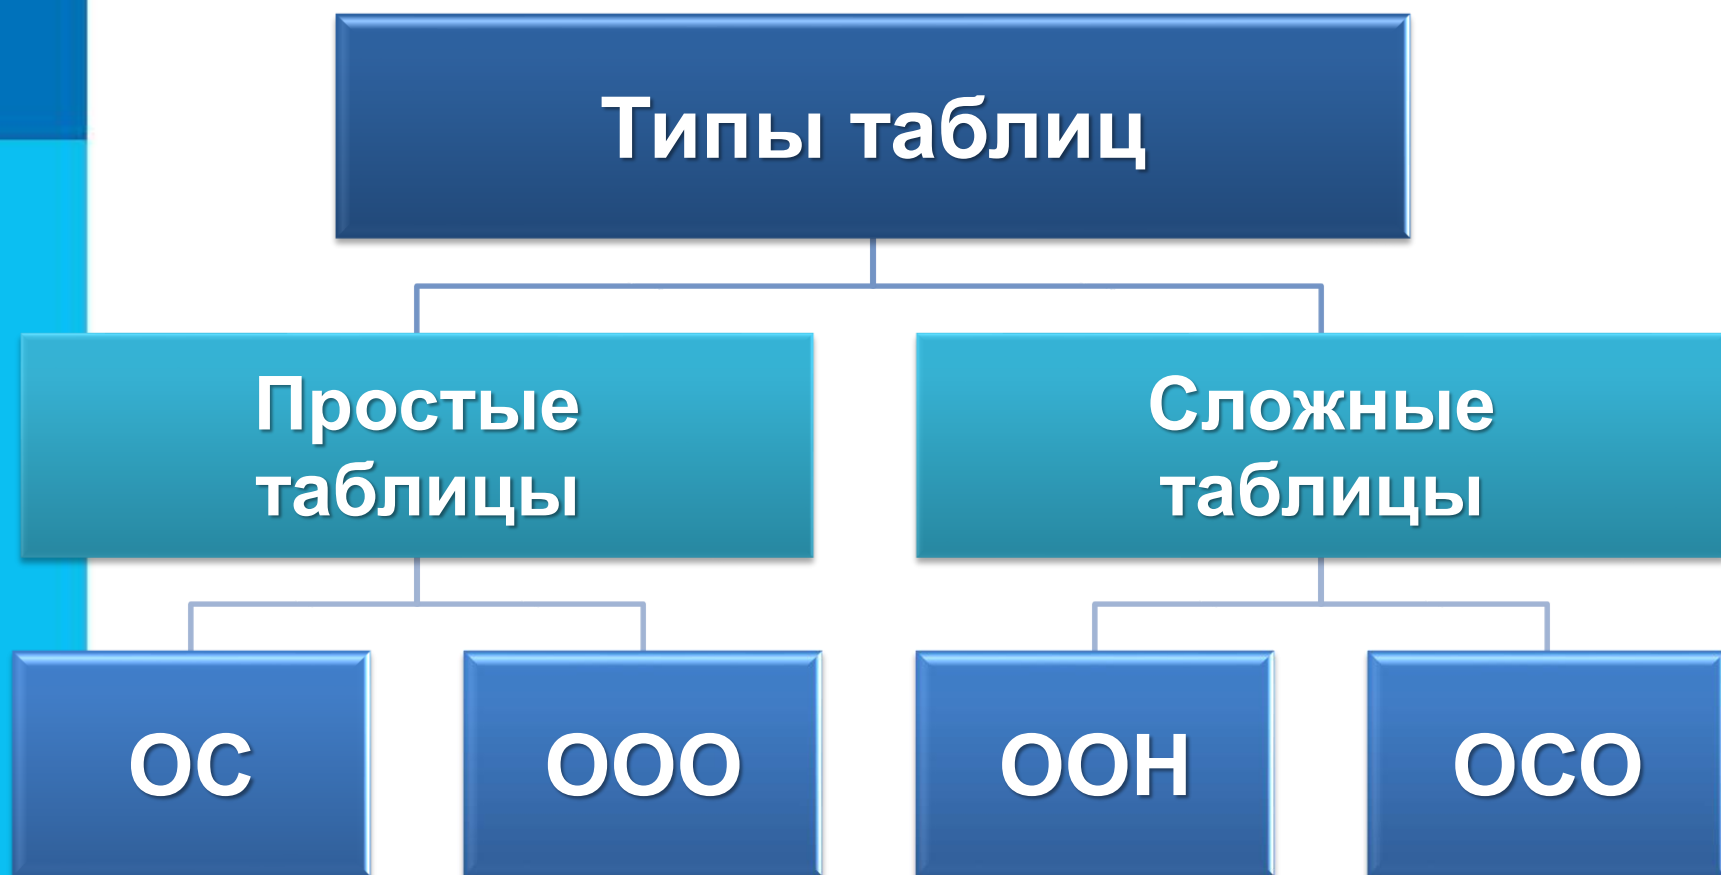 Типы таблиц
Простые
таблицы
Сложные
таблицы
ОС
ООО
ООН
ОСО